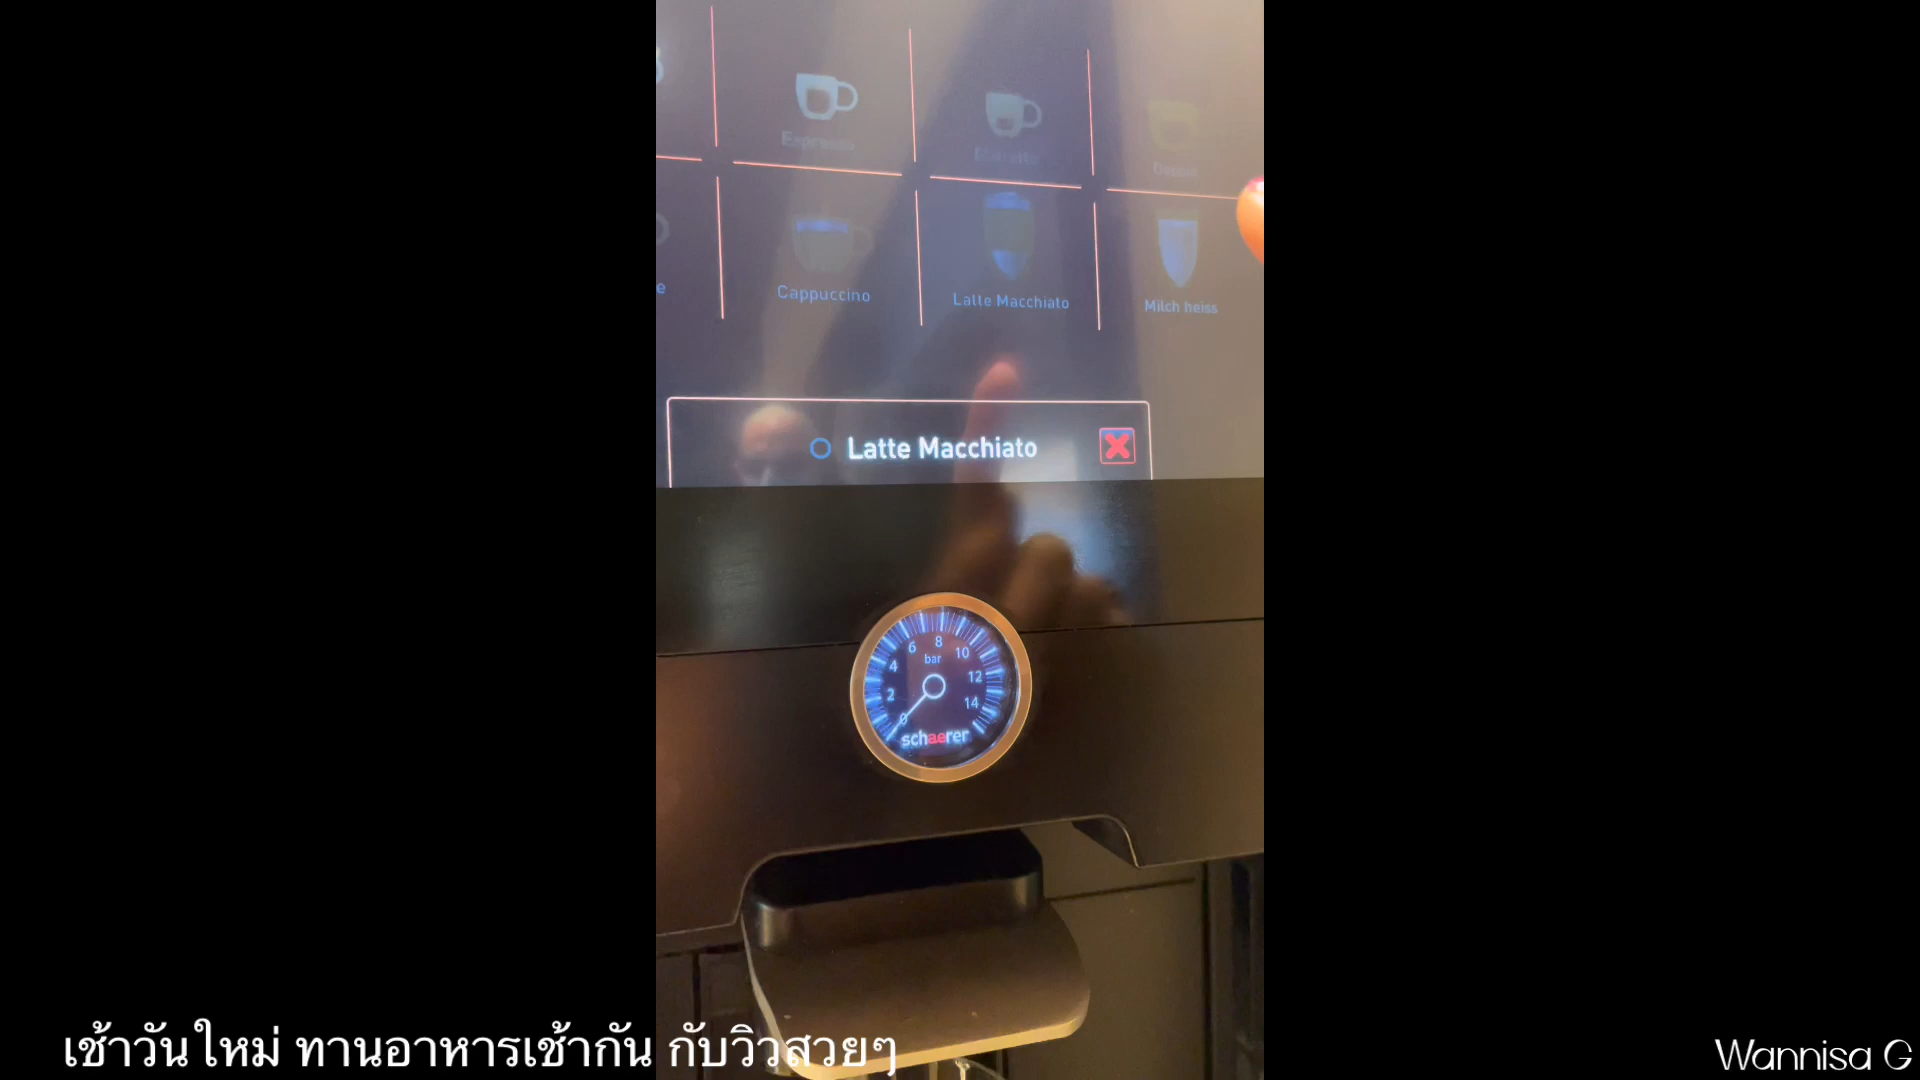 Espresso
Ristretto
Cappuccino
Latte Macchiato
Milch heiss
Latte Macchiato
2
4
6
8
10
12
14
0
bar
schaerer
เช้าวันใหม่ ทานอาหารเช้ากัน กับวิวสวยๆ
Wannisa G